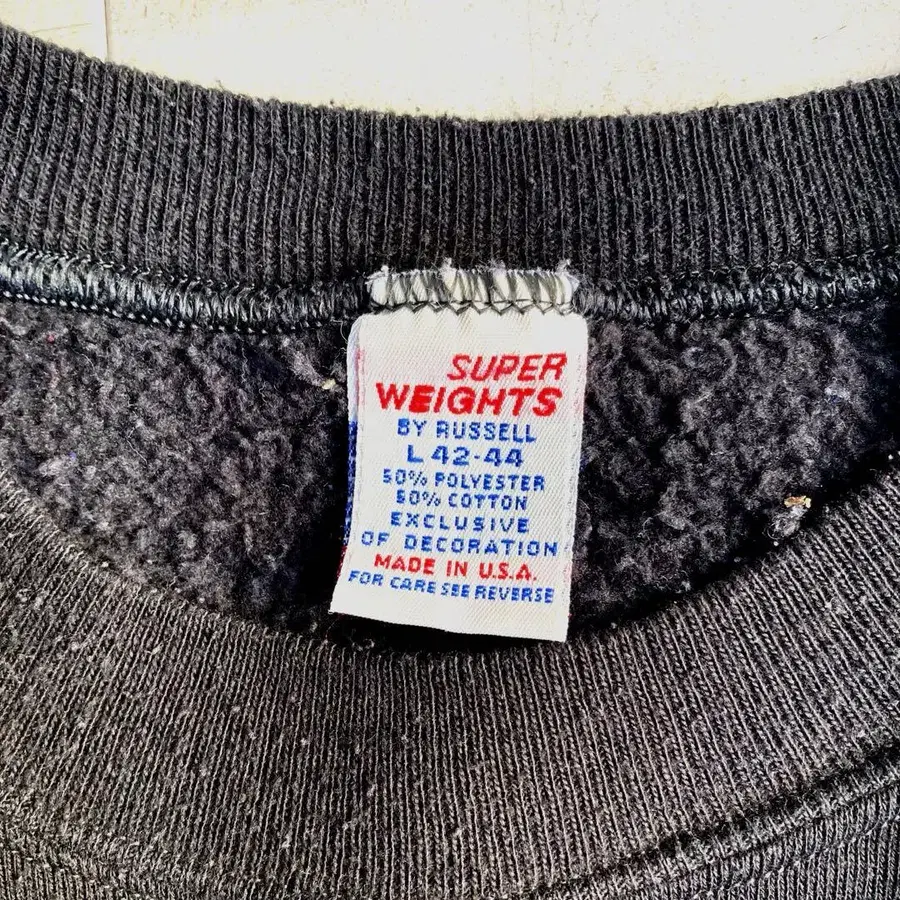 SUPER
WEIGHTS
BY RUSSELL
L 42-44
50% POLYESTER
50% COTTON
EXCLUSIVE
OF DECORATION
MADE IN U.S.A.
FOR CARE SEE REVERSE